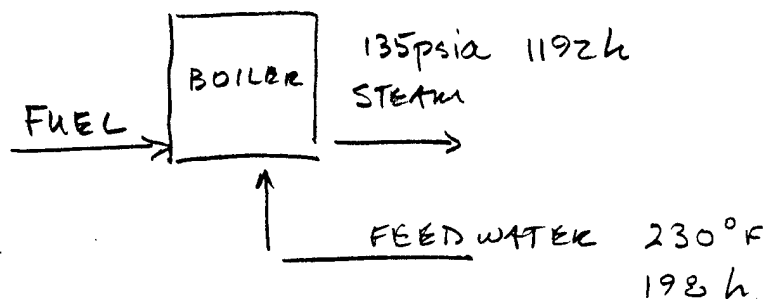 135psia 1192h
BOILER
STEAM
FUEL
FEEDWATER 230°F
198 h